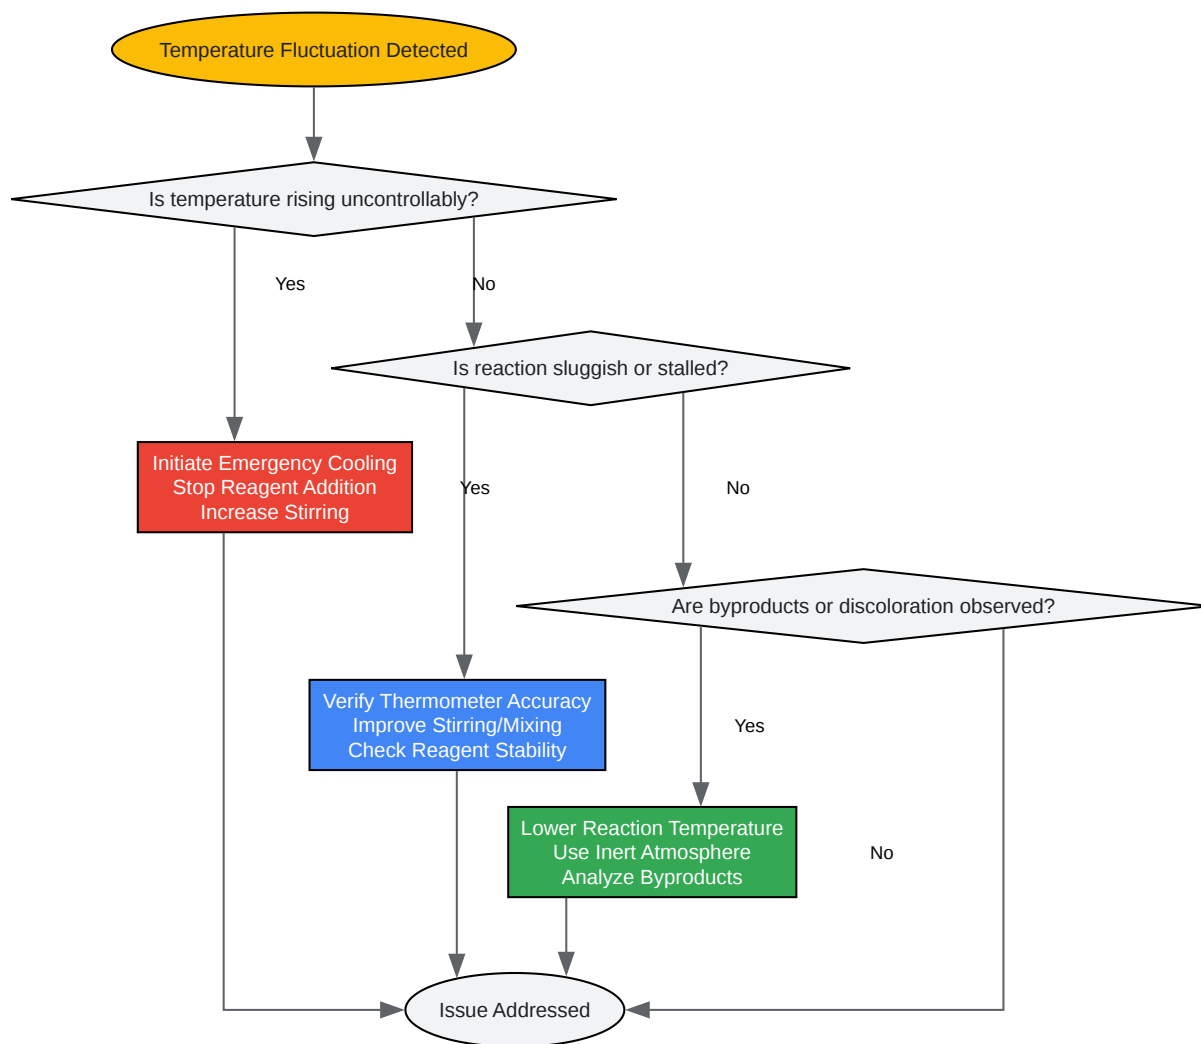 Temperature Fluctuation Detected
Is temperature rising uncontrollably?
Yes
No
Is reaction sluggish or stalled?
Initiate Emergency Cooling
Stop Reagent Addition
Increase Stirring
Yes
No
Are byproducts or discoloration observed?
Verify Thermometer Accuracy
Improve Stirring/Mixing
Check Reagent Stability
Yes
Lower Reaction Temperature
Use Inert Atmosphere
Analyze Byproducts
No
Issue Addressed